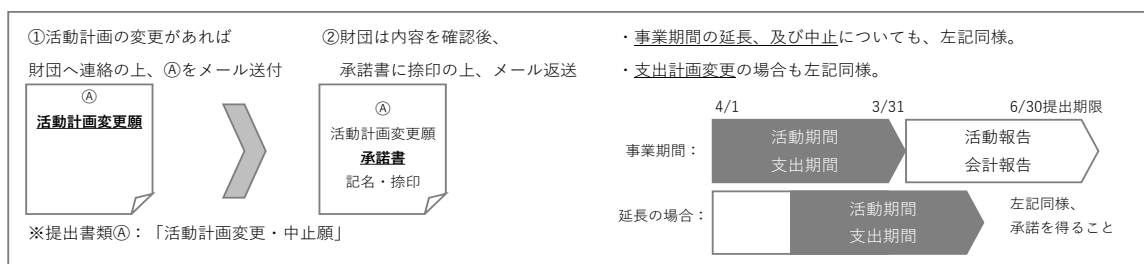 ①活動計画の変更があれば
財団へ連絡の上、Ⓐをメール送付
Ⓐ
活動計画変更願
※提出書類Ⓐ：「活動計画変更・中止願」
②財団は内容を確認後、
承諾書に捺印の上、メール返送
Ⓐ
活動計画変更願
承諾書
記名・捺印
・事業期間の延長、及び中止についても、左記同様。
・支出計画変更の場合も左記同様。
4/1 3/31 6/30提出期限
事業期間：
活動期間
支出期間
活動報告
会計報告
延長の場合：
活動期間
支出期間
左記同様、
承諾を得ること